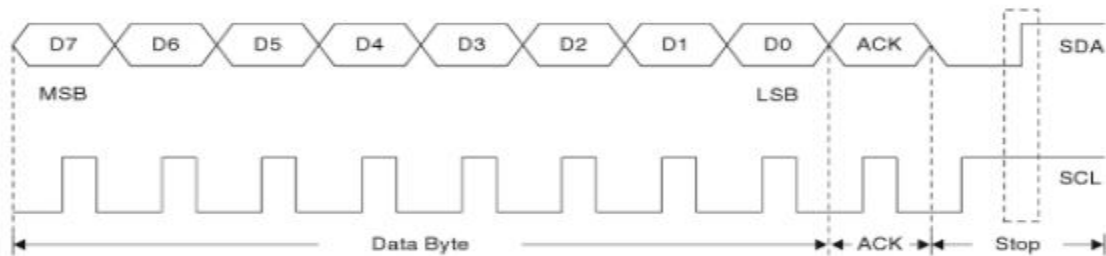 D7 D6 D5 D4 D3 D2 D1 D0 ACK SDA
MSB LSB
SCL
Data Byte ACK Stop